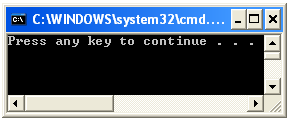 C:\WINDOWS\system32\cmd....
Press any key to continue . . .